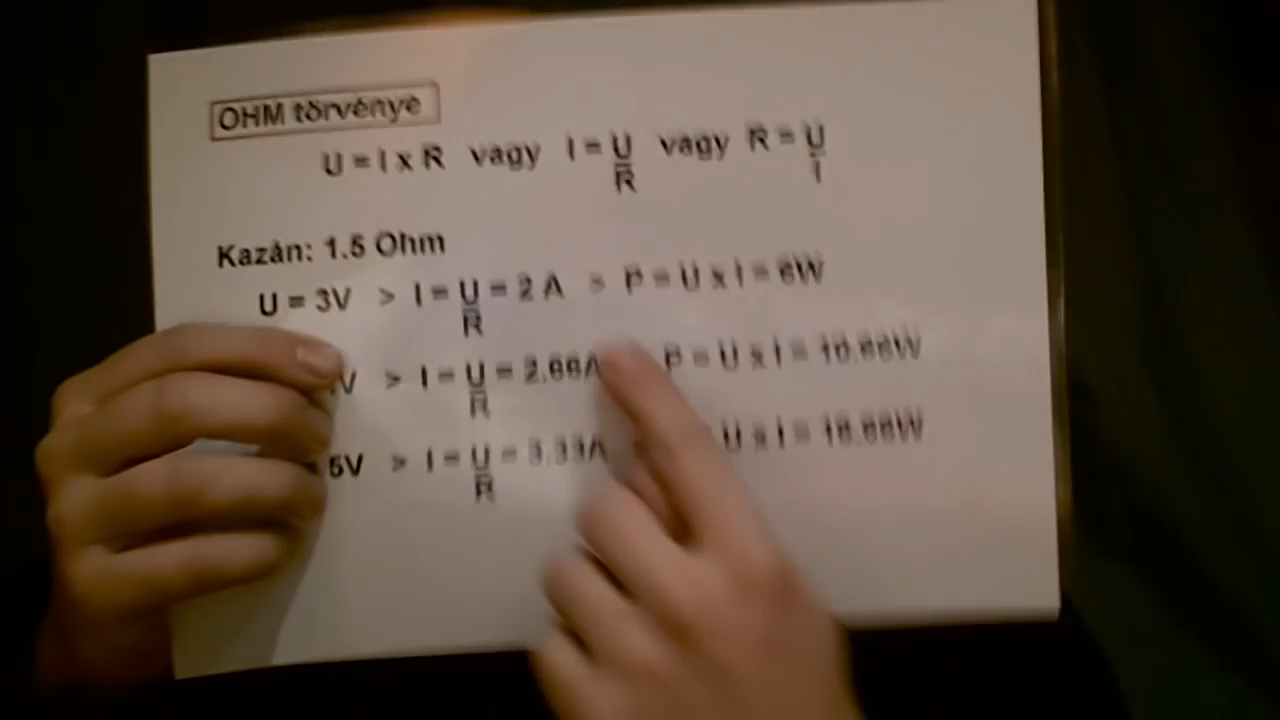 OHM törvénye
U = I x R vagy I = U/R vagy R = U/I
Kazán: 1.5 Ohm
U = 3V > I = U/R = 2 A > P = U x I = 6W
V > I = U/R = 2.66A P = U x I = 10.66W
= 5V > I = U/R = 3.33A U x I = 16.66W